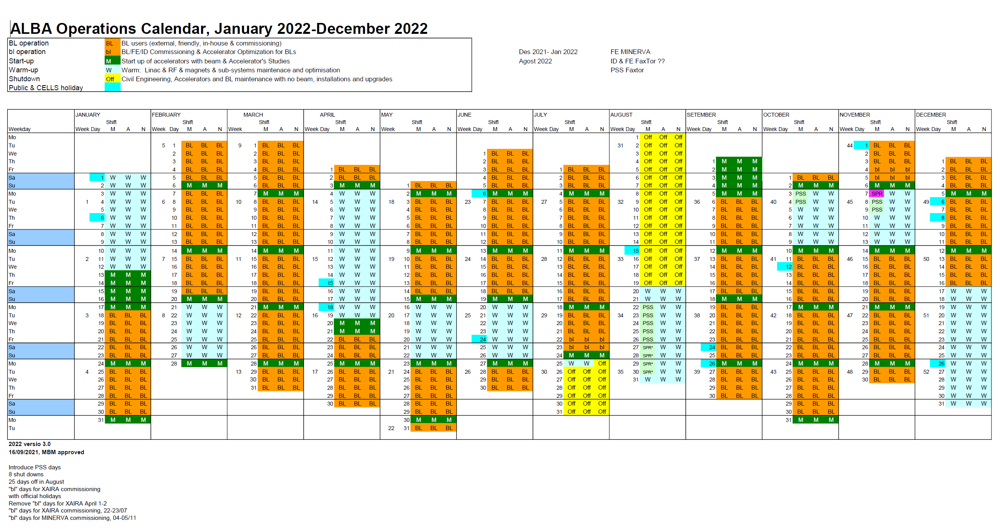 ALBA Operations Calendar, January 2022-December 2022
BL operation BL BL users (external, friendly, in-house & commissioning)
bl operation bl BL/FE/ID Commissioning & Accelerator Optimization for BLs Des 2021- Jan 2022 FE MINERVA
Start-up M Start up of accelerators with beam & Accelerator's Studies Agost 2022 ID & FE FaxTor ??
Warm-up W Warm: Linac & RF & magnets & sub-systems maintenace and optimisation PSS Faxtor
Shutdown Off Civil Engineering, Accelerators and BL maintenance with no beam, installations and upgrades
Public & CELLS holiday
JANUARY FEBRUARY MARCH APRIL MAY JUNE JULY AUGUST SETEMBER OCTOBER NOVEMBER DECEMBER
Shift Shift Shift Shift Shift Shift Shift Shift Shift Shift Shift Shift
Weekday Week Day M A N Week Day M A N Week M A N Week Day M A N Week M A N Week Day M A N Week Day M A N Week Day M A N Week Day M A N Week Day M A N Week Day M A N Week Day M A N
Mo 1 Off Off Off
Tu 5 1 BL BL BL 9 1 BL BL BL 31 2 Off Off Off 44 1 BL BL BL
We 2 BL BL BL 2 BL BL BL 1 BL BL BL 3 Off Off Off 2 BL BL BL
Th 3 BL BL BL 3 BL BL BL 2 BL BL BL 4 Off Off Off 1 M M M 3 BL BL BL 1 BL BL BL
Fr 4 BL BL BL 4 BL BL BL 1 BL BL BL 3 BL BL BL 1 BL BL BL 5 Off Off Off 2 M M M 4 bl bl bl 2 BL BL BL
Sa 1 W W W 5 BL BL BL 5 BL BL BL 2 BL BL BL 4 BL BL BL 2 BL BL BL 6 Off Off Off 3 M M M 1 BL BL BL 5 bl bl bl 3 BL BL BL
Su 2 W W W 6 M M M 6 BL BL BL 3 M M M 1 BL BL BL 5 BL BL BL 3 BL BL BL 7 Off Off Off 4 M M M 2 M M M 6 M M M 4 BL BL BL
Mo 3 W W W 7 BL BL BL 7 M M M 4 W W W 2 M M M 6 M M M 4 M M M 8 Off Off Off 5 M M M 3 PSS W W 7 SPR W W 5 M M M
Tu 1 4 W W W 6 8 BL BL BL 10 8 BL BL BL 14 5 W W W 18 3 BL BL BL 23 7 BL BL BL 27 5 BL BL BL 32 9 Off Off Off 36 6 BL BL BL 40 4 PSS W W 45 8 PSS W W 49 6 BL BL BL
We 5 W W W 9 BL BL BL 9 BL BL BL 6 W W W 4 BL BL BL 8 BL BL BL 6 BL BL BL 10 Off Off Off 7 BL BL BL 5 W W W 9 PSS W W 7 BL BL BL
Th 6 W W W 10 BL BL BL 10 BL BL BL 7 W W W 5 BL BL BL 9 BL BL BL 7 BL BL BL 11 Off Off Off 8 BL BL BL 6 W W W 10 W W W 8 BL BL BL
Fr 7 W W W 11 BL BL BL 11 BL BL BL 8 W W W 6 BL BL BL 10 BL BL BL 8 BL BL BL 12 Off Off Off 9 BL BL BL 7 W W W 11 W W W 9 BL BL BL
Sa 8 W W W 12 BL BL BL 12 BL BL BL 9 W W W 7 BL BL BL 11 BL BL BL 9 BL BL BL 13 Off Off Off 10 BL BL BL 8 W W W 12 W W W 10 BL BL BL
Su 9 W W W 13 BL BL BL 13 BL BL BL 10 W W W 8 BL BL BL 12 BL BL BL 10 BL BL BL 14 Off Off Off 11 BL BL BL 9 W W W 13 W W W 11 BL BL BL
Mo 10 W W W 14 M M M 14 M M M 11 W W W 9 M M M 13 M M M 11 M M M 15 Off Off Off 12 M M M 10 M M M 14 M M M 12 M M M
Tu 2 11 W W W 7 15 BL BL BL 11 15 BL BL BL 15 12 W W W 19 10 BL BL BL 24 14 BL BL BL 28 12 BL BL BL 33 16 Off Off Off 37 13 BL BL BL 41 11 BL BL BL 46 15 BL BL BL 50 13 BL BL BL
We 12 W W W 16 BL BL BL 16 BL BL BL 13 W W W 11 BL BL BL 15 BL BL BL 13 BL BL BL 17 Off Off Off 14 BL BL BL 12 BL BL BL 16 BL BL BL 14 BL BL BL
Th 13 M M M 17 BL BL BL 17 BL BL BL 14 W W W 12 BL BL BL 16 BL BL BL 14 BL BL BL 18 Off Off Off 15 BL BL BL 13 BL BL BL 17 BL BL BL 15 BL BL BL
Fr 14 M M M 18 BL BL BL 18 BL BL BL 15 W W W 13 BL BL BL 17 BL BL BL 15 BL BL BL 19 Off Off Off 16 BL BL BL 14 BL BL BL 18 BL BL BL 16 BL BL BL
Sa 15 M M M 19 BL BL BL 19 BL BL BL 16 W W W 14 BL BL BL 18 BL BL BL 16 BL BL BL 20 W W W 17 BL BL BL 15 BL BL BL 19 BL BL BL 17 W W W
Su 16 M M M 20 M M M 20 BL BL BL 17 W W W 15 M M M 19 M M M 17 BL BL BL 21 W W W 18 M M M 16 BL BL BL 20 BL BL BL 18 W W W
Mo 17 M M M 21 W W W 21 M M M 18 W W W 16 W W W 20 W W W 18 M M M 22 PSS W W 19 BL BL BL 17 M M M 21 M M M 19 W W W
Tu 3 18 BL BL BL 8 22 W W W 12 22 BL BL BL 16 19 W W W 20 17 W W W 25 21 W W W 29 19 BL BL BL 34 23 PSS W W 38 20 BL BL BL 42 18 BL BL BL 47 22 BL BL BL 51 20 W W W
We 19 BL BL BL 23 W W W 23 BL BL BL 20 M M M 18 W W W 22 W W W 20 BL BL BL 24 PSS W W 21 BL BL BL 19 BL BL BL 23 BL BL BL 21 W W W
Th 20 BL BL BL 24 W W W 24 BL BL BL 21 M M M 19 W W W 23 W W W 21 BL BL BL 25 PSS W W 22 BL BL BL 20 BL BL BL 24 BL BL BL 22 W W W
Fr 21 BL BL BL 25 W W W 25 BL BL BL 22 BL BL BL 20 W W W 24 W W W 22 bl bl bl 26 PSS W W 23 BL BL BL 21 BL BL BL 25 BL BL BL 23 W W W
Sa 22 BL BL BL 26 W W W 26 BL BL BL 23 BL BL BL 21 W W W 25 W W W 23 bl bl bl 27 SPR* W W 24 BL BL BL 22 BL BL BL 26 BL BL BL 24 W W W
Su 23 BL BL BL 27 W W W 27 BL BL BL 24 BL BL BL 22 W W W 26 W W W 24 M M M 28 SPR* W W 25 BL BL BL 23 BL BL BL 27 BL BL BL 25 W W W
Mo 24 M M M 28 M M M 28 M M M 25 M M M 23 M M M 27 M M M 25 W W Off 29 SPR* W W 26 M M M 24 M M M 28 M M M 26 W W W
Tu 4 25 BL BL BL 13 29 BL BL BL 17 26 BL BL BL 21 24 BL BL BL 26 28 BL BL BL 30 26 Off Off Off 35 30 SPR* W W 39 27 BL BL BL 43 25 BL BL BL 48 29 BL BL BL 52 27 W W W
We 26 BL BL BL 30 BL BL BL 27 BL BL BL 25 BL BL BL 29 BL BL BL 27 Off Off Off 31 W W W 28 BL BL BL 26 BL BL BL 30 BL BL BL 28 W W W
Th 27 BL BL BL 31 BL BL BL 28 BL BL BL 26 BL BL BL 30 BL BL BL 28 Off Off Off 29 BL BL BL 27 BL BL BL 29 W W W
Fr 28 BL BL BL 29 BL BL BL 27 BL BL BL 29 Off Off Off 30 BL BL BL 28 BL BL BL 30 W W W
Sa 29 BL BL BL 30 BL BL BL 28 BL BL BL 30 Off Off Off 29 BL BL BL 31 W W W
Su 30 BL BL BL 29 BL BL BL 31 Off Off Off 30 BL BL BL
Mo 31 M M M 30 M M M 31 M M M
Tu 22 31 BL BL BL
2022 versio 3.0
16/09/2021, MBM approved
Introduce PSS days
8 shut downs
25 days off in August
"bl" days for XAIRA commissioning
with official holidays
Remove "bl" days for XAIRA April 1-2
"bl" days for XAIRA commissioning, 22-23/07
"bl" days for MINERVA commissioning, 04-05/11